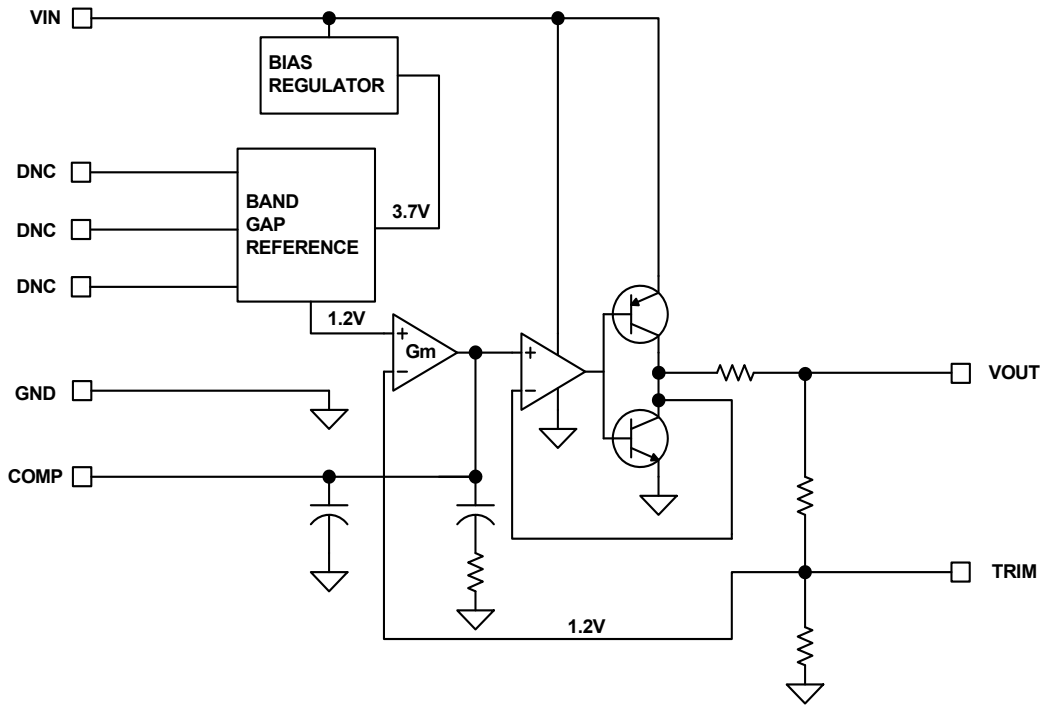 VIN
BIAS
REGULATOR
DNC
BAND
GAP
REFERENCE
3.7V
DNC
DNC
1.2V
+
Gm
−
+
−
VOUT
GND
COMP
TRIM
1.2V